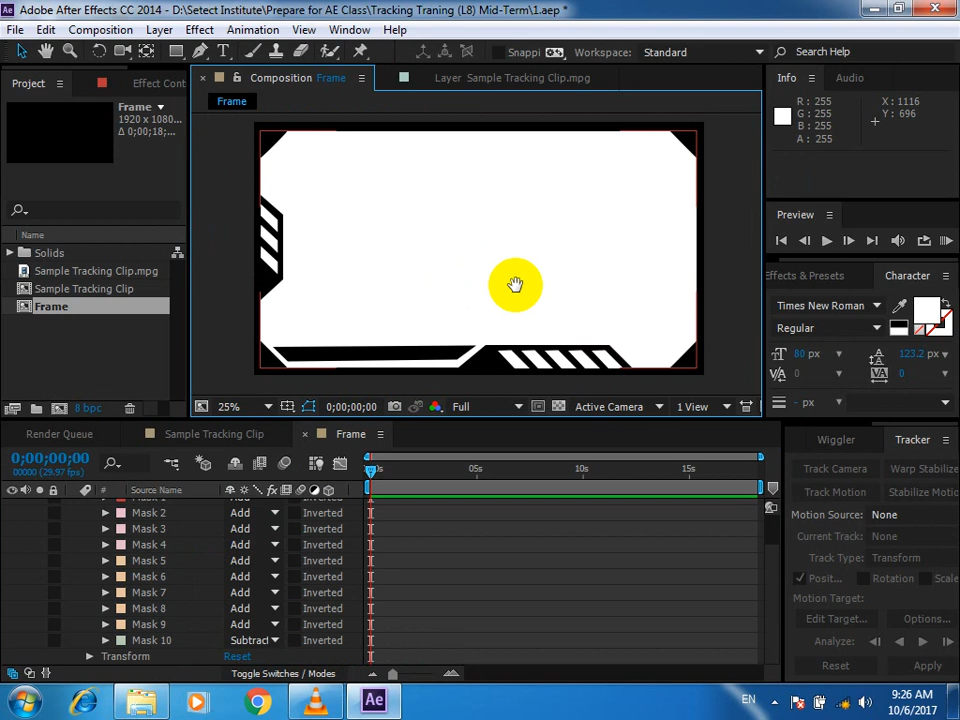 Adobe After Effects CC 2014 - D:\Setect Institute\Prepare for AE Class\Tracking Traning (L8) Mid-Term\1.aep *
File Edit Composition Layer Effect Animation View Window Help
Snappi Workspace: Standard Search Help
Project Effect Cont Composition Frame Layer Sample Tracking Clip.mpg Info Audio
Frame
1920 x 1080...
Δ 0;00;18;...
Frame
R : 255 X : 1116
G : 255 Y : 696
B : 255
A : 255
Preview
Name
Solids
Sample Tracking Clip.mpg
Sample Tracking Clip
Frame
Effects & Presets Character
Times New Roman
Regular
80 px 123.2 px
0 0
- px
8 bpc 25% 0;00;00;00 Full Active Camera 1 View
Render Queue Sample Tracking Clip Frame Wiggler Tracker
0;00;00;00
00000 (29.97 fps)
# Source Name
05s 10s 15s
Mask 2 Add Inverted
Mask 3 Add Inverted
Mask 4 Add Inverted
Mask 5 Add Inverted
Mask 6 Add Inverted
Mask 7 Add Inverted
Mask 8 Add Inverted
Mask 9 Add Inverted
Mask 10 Subtract Inverted
Transform Reset
Toggle Switches / Modes
Track Camera Warp Stabilize
Track Motion Stabilize Motion
Motion Source: None
Current Track: None
Track Type: Transform
Posit... Rotation Scale
Motion Target:
Edit Target... Options...
Analyze:
Reset Apply
EN 9:26 AM
10/6/2017